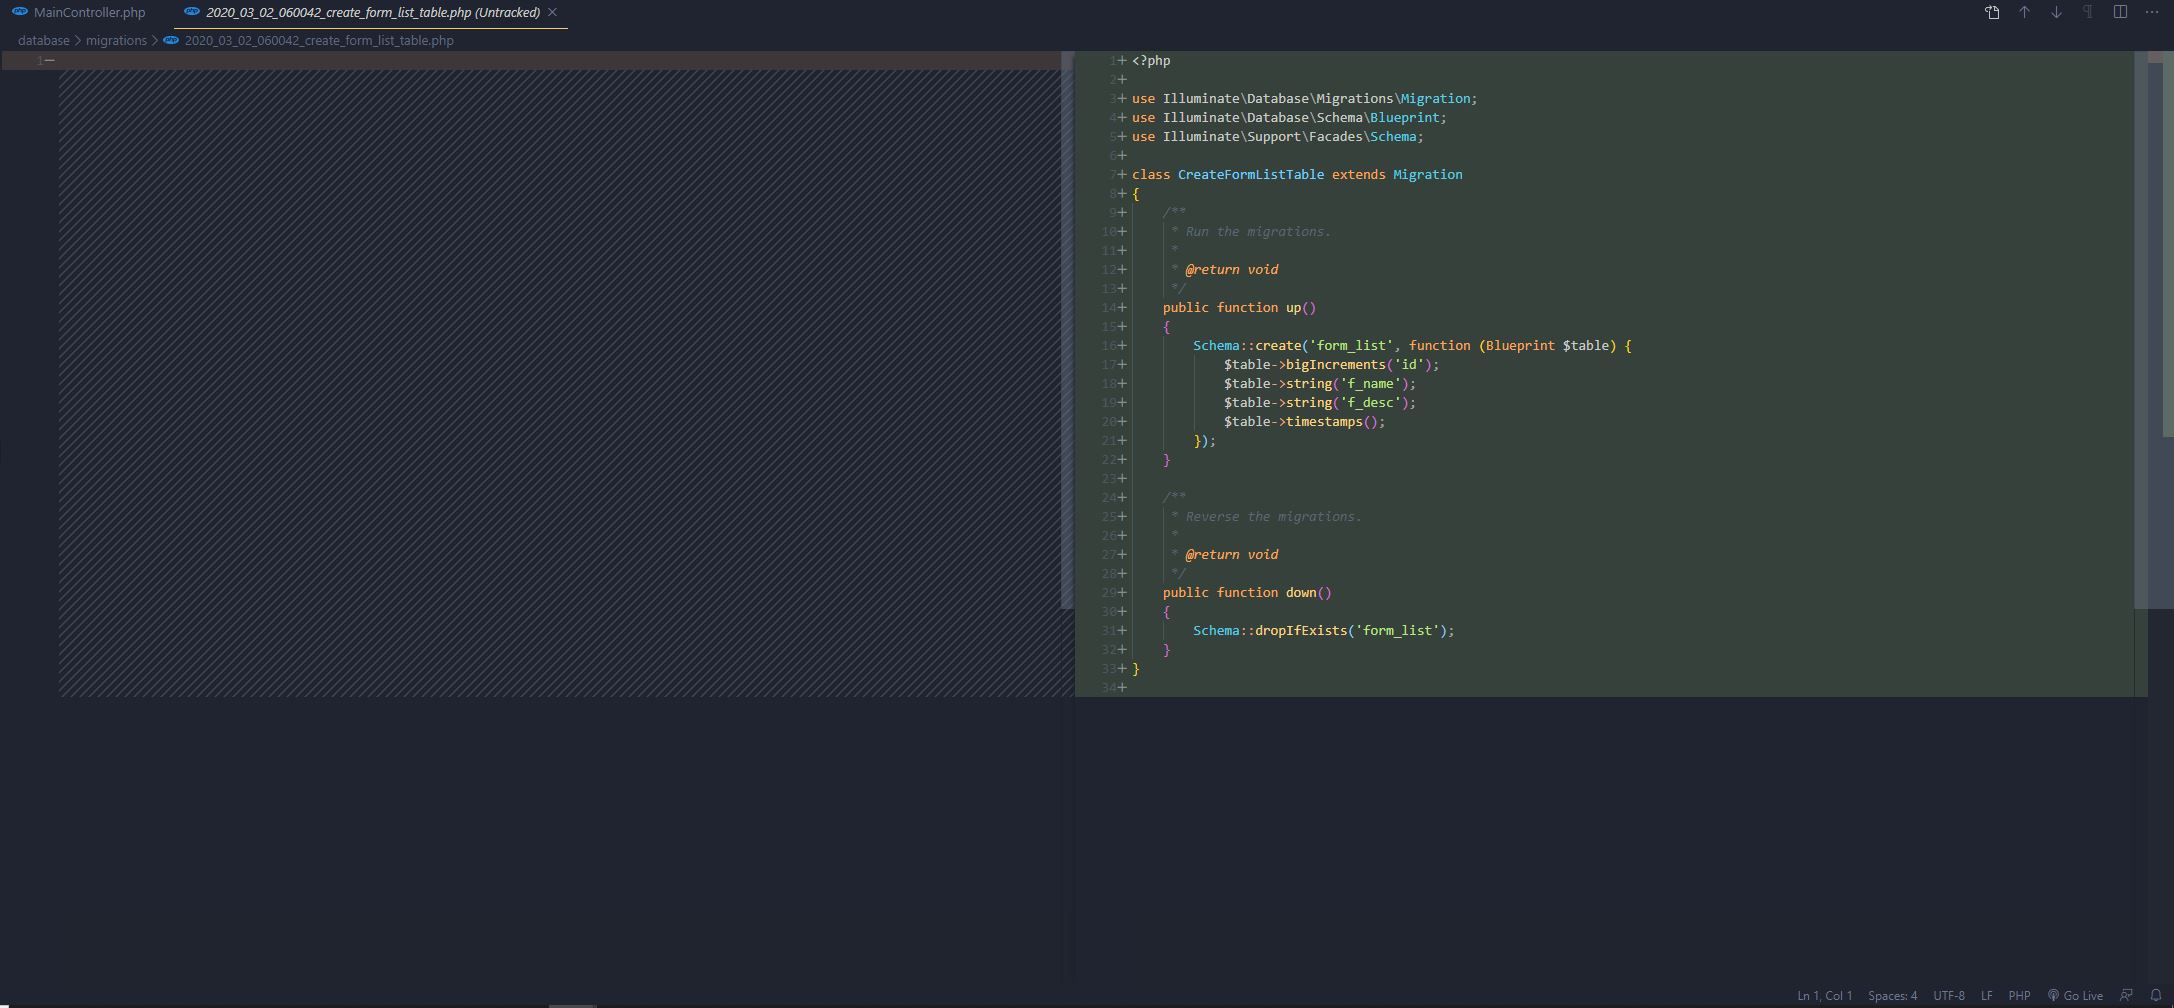 MainController.php
2020_03_02_060042_create_form_list_table.php (Untracked)
database > migrations > 2020_03_02_060042_create_form_list_table.php
1−
1+ <?php
2+
3+ use Illuminate\Database\Migrations\Migration;
4+ use Illuminate\Database\Schema\Blueprint;
5+ use Illuminate\Support\Facades\Schema;
6+
7+ class CreateFormListTable extends Migration
8+ {
9+     /**
10+      * Run the migrations.
11+      *
12+      * @return void
13+      */
14+     public function up()
15+     {
16+         Schema::create('form_list', function (Blueprint $table) {
17+             $table->bigIncrements('id');
18+             $table->string('f_name');
19+             $table->string('f_desc');
20+             $table->timestamps();
21+         });
22+     }
23+
24+     /**
25+      * Reverse the migrations.
26+      *
27+      * @return void
28+      */
29+     public function down()
30+     {
31+         Schema::dropIfExists('form_list');
32+     }
33+ }
34+
Ln 1, Col 1 Spaces: 4 UTF-8 LF PHP Go Live